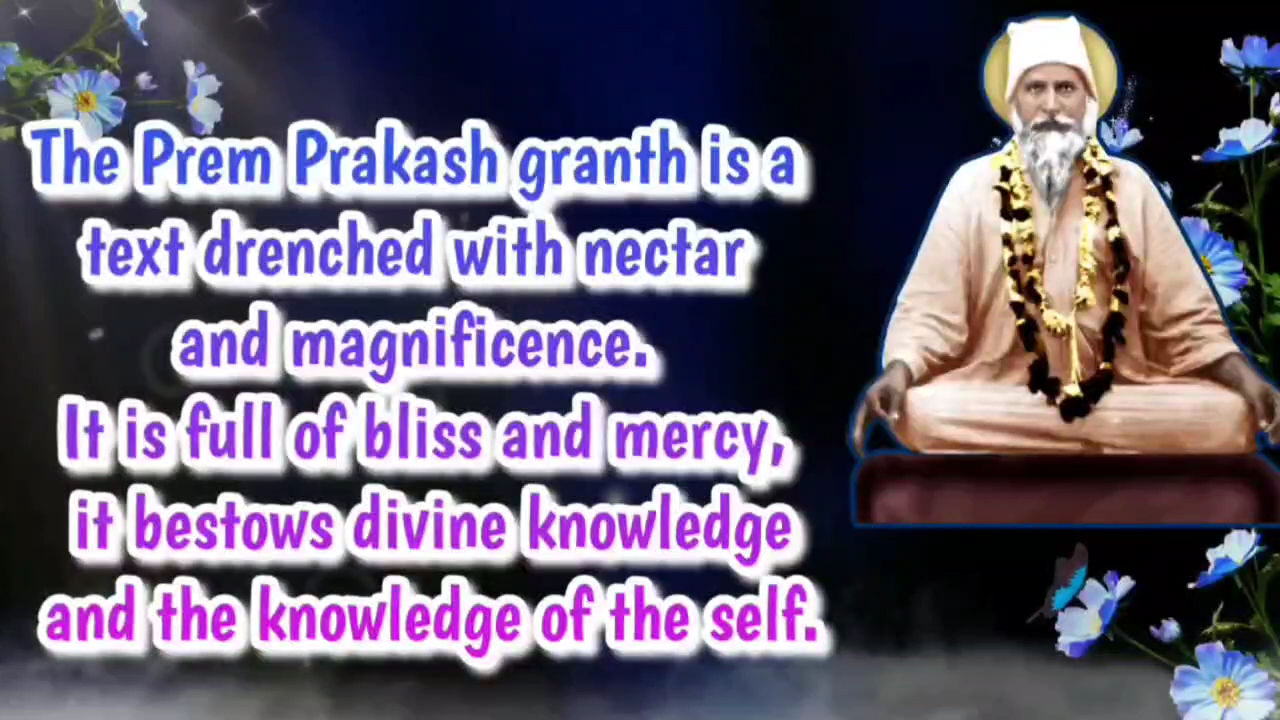 The Prem Prakash granth is a
text drenched with nectar
and magnificence.
It is full of bliss and mercy,
it bestows divine knowledge
and the knowledge of the self.